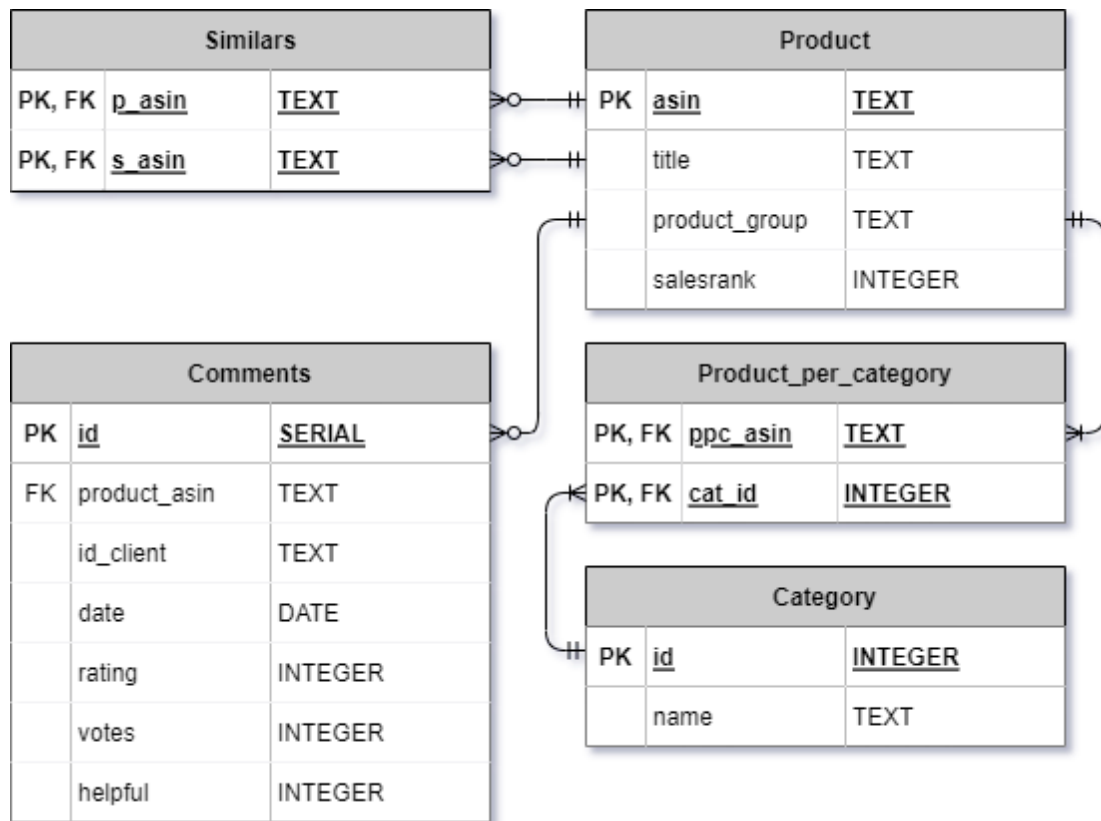 Similars
PK, FK p_asin TEXT
PK, FK s_asin TEXT
Product
PK asin TEXT
title TEXT
product_group TEXT
salesrank INTEGER
Comments
PK id SERIAL
FK product_asin TEXT
id_client TEXT
date DATE
rating INTEGER
votes INTEGER
helpful INTEGER
Product_per_category
PK, FK ppc_asin TEXT
PK, FK cat_id INTEGER
Category
PK id INTEGER
name TEXT